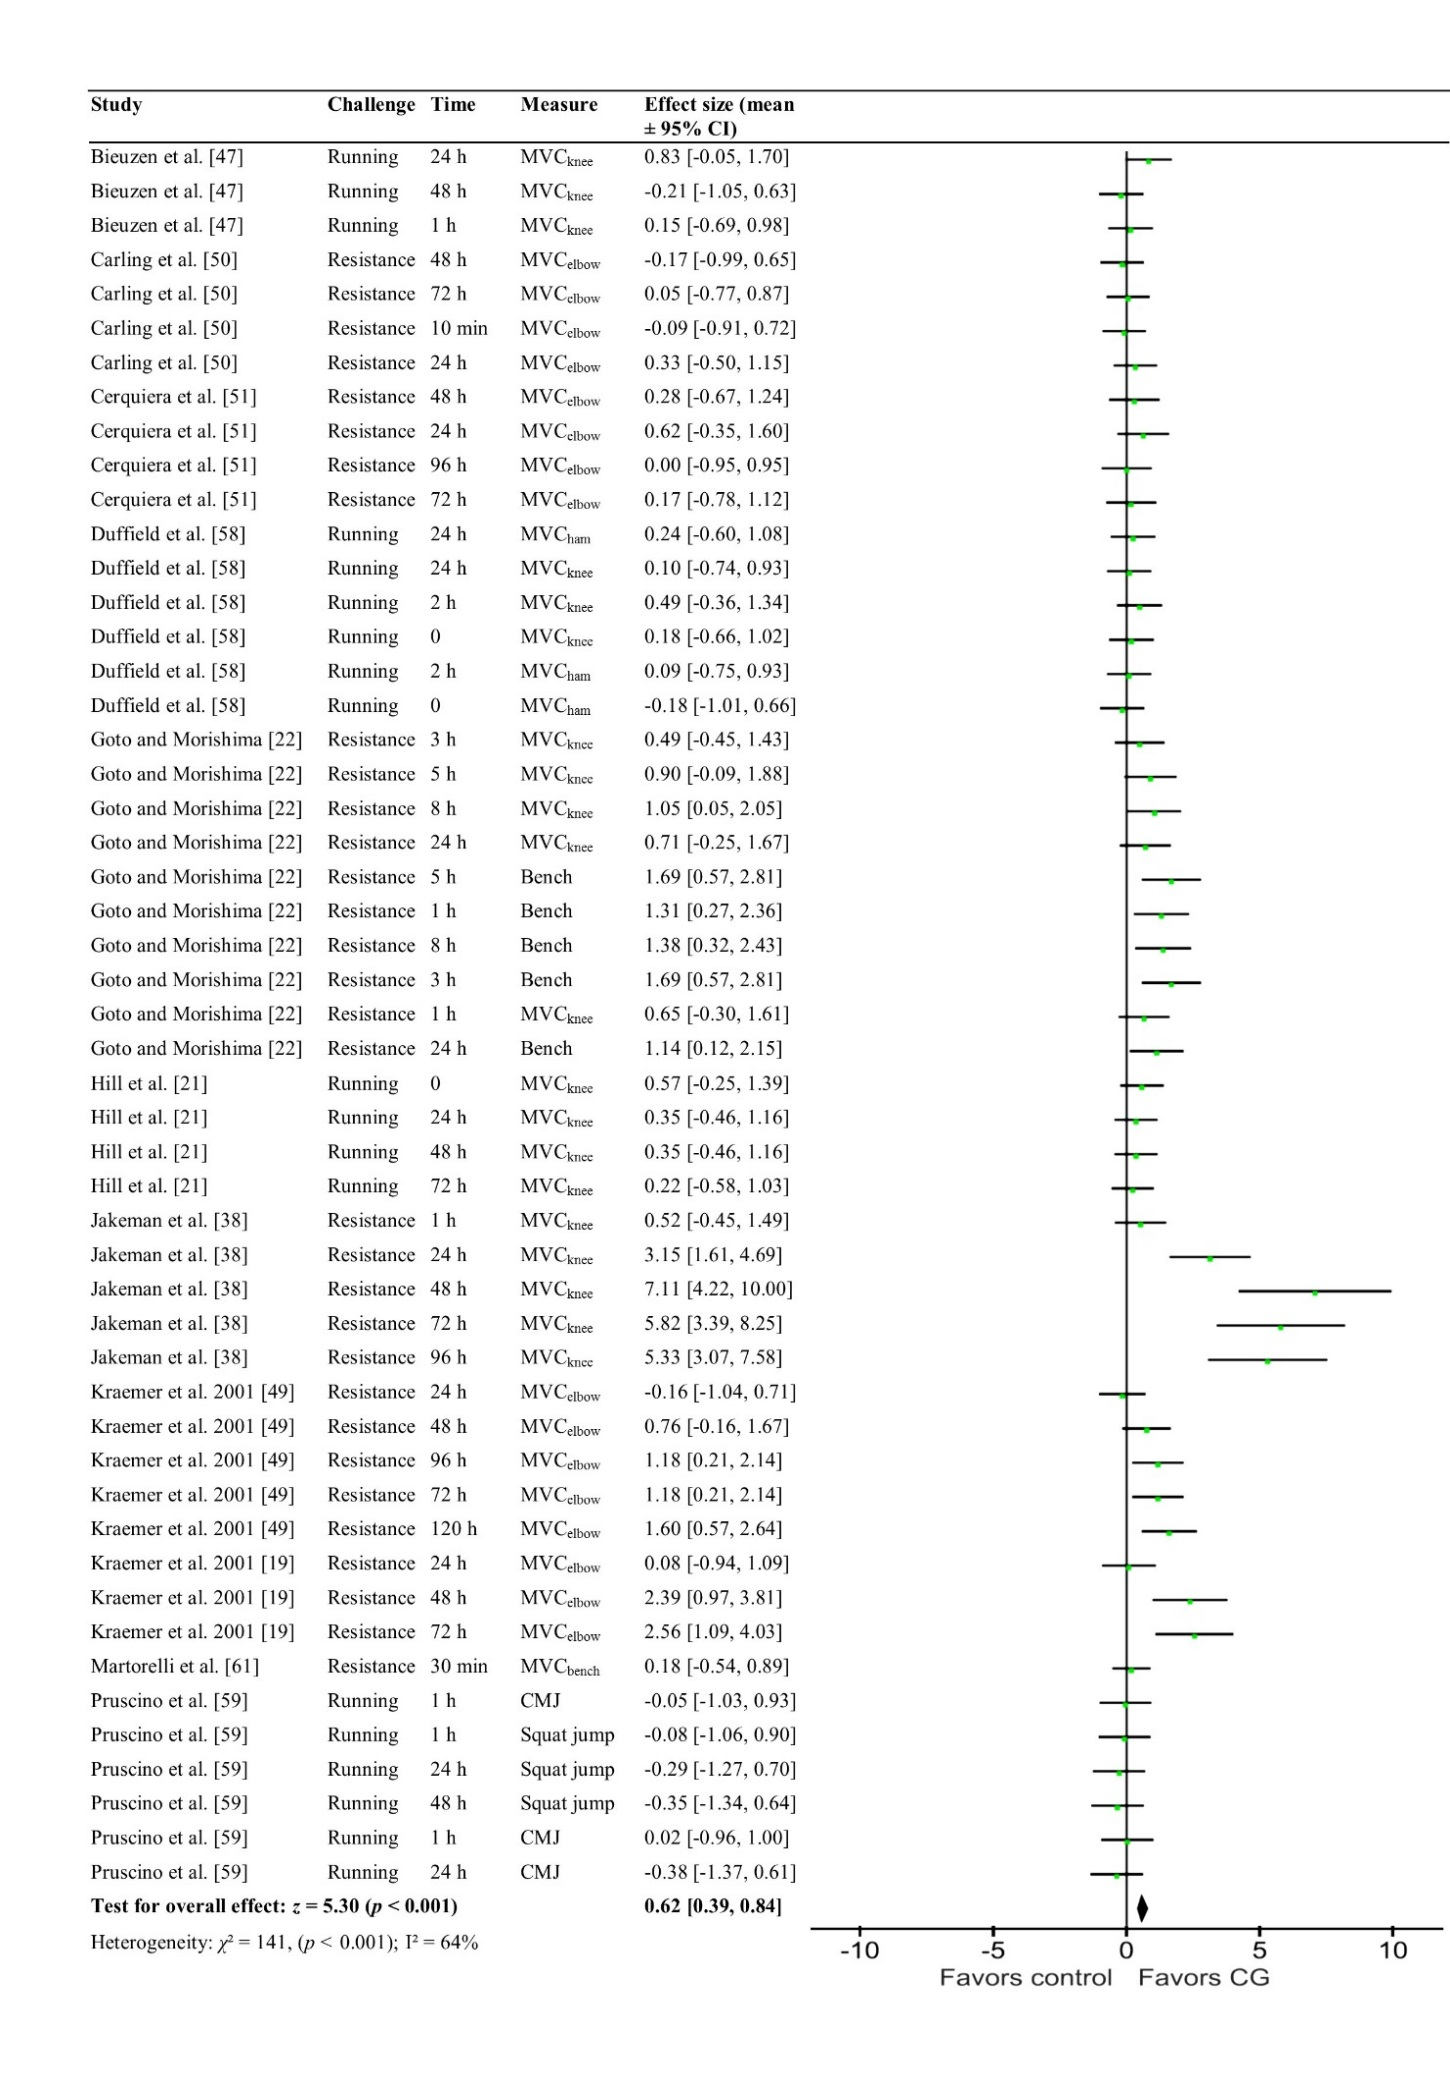 Study Challenge Time Measure Effect size (mean
± 95% CI)
Bieuzen et al. [47] Running 24 h MVCknee 0.83 [-0.05, 1.70]
Bieuzen et al. [47] Running 48 h MVCknee -0.21 [-1.05, 0.63]
Bieuzen et al. [47] Running 1 h MVCknee 0.15 [-0.69, 0.98]
Carling et al. [50] Resistance 48 h MVCelbow -0.17 [-0.99, 0.65]
Carling et al. [50] Resistance 72 h MVCelbow 0.05 [-0.77, 0.87]
Carling et al. [50] Resistance 10 min MVCelbow -0.09 [-0.91, 0.72]
Carling et al. [50] Resistance 24 h MVCelbow 0.33 [-0.50, 1.15]
Cerquiera et al. [51] Resistance 48 h MVCelbow 0.28 [-0.67, 1.24]
Cerquiera et al. [51] Resistance 24 h MVCelbow 0.62 [-0.35, 1.60]
Cerquiera et al. [51] Resistance 96 h MVCelbow 0.00 [-0.95, 0.95]
Cerquiera et al. [51] Resistance 72 h MVCelbow 0.17 [-0.78, 1.12]
Duffield et al. [58] Running 24 h MVCham 0.24 [-0.60, 1.08]
Duffield et al. [58] Running 24 h MVCknee 0.10 [-0.74, 0.93]
Duffield et al. [58] Running 2 h MVCknee 0.49 [-0.36, 1.34]
Duffield et al. [58] Running 0 MVCknee 0.18 [-0.66, 1.02]
Duffield et al. [58] Running 2 h MVCham 0.09 [-0.75, 0.93]
Duffield et al. [58] Running 0 MVCham -0.18 [-1.01, 0.66]
Goto and Morishima [22] Resistance 3 h MVCknee 0.49 [-0.45, 1.43]
Goto and Morishima [22] Resistance 5 h MVCknee 0.90 [-0.09, 1.88]
Goto and Morishima [22] Resistance 8 h MVCknee 1.05 [0.05, 2.05]
Goto and Morishima [22] Resistance 24 h MVCknee 0.71 [-0.25, 1.67]
Goto and Morishima [22] Resistance 5 h Bench 1.69 [0.57, 2.81]
Goto and Morishima [22] Resistance 1 h Bench 1.31 [0.27, 2.36]
Goto and Morishima [22] Resistance 8 h Bench 1.38 [0.32, 2.43]
Goto and Morishima [22] Resistance 3 h Bench 1.69 [0.57, 2.81]
Goto and Morishima [22] Resistance 1 h MVCknee 0.65 [-0.30, 1.61]
Goto and Morishima [22] Resistance 24 h Bench 1.14 [0.12, 2.15]
Hill et al. [21] Running 0 MVCknee 0.57 [-0.25, 1.39]
Hill et al. [21] Running 24 h MVCknee 0.35 [-0.46, 1.16]
Hill et al. [21] Running 48 h MVCknee 0.35 [-0.46, 1.16]
Hill et al. [21] Running 72 h MVCknee 0.22 [-0.58, 1.03]
Jakeman et al. [38] Resistance 1 h MVCknee 0.52 [-0.45, 1.49]
Jakeman et al. [38] Resistance 24 h MVCknee 3.15 [1.61, 4.69]
Jakeman et al. [38] Resistance 48 h MVCknee 7.11 [4.22, 10.00]
Jakeman et al. [38] Resistance 72 h MVCknee 5.82 [3.39, 8.25]
Jakeman et al. [38] Resistance 96 h MVCknee 5.33 [3.07, 7.58]
Kraemer et al. 2001 [49] Resistance 24 h MVCelbow -0.16 [-1.04, 0.71]
Kraemer et al. 2001 [49] Resistance 48 h MVCelbow 0.76 [-0.16, 1.67]
Kraemer et al. 2001 [49] Resistance 96 h MVCelbow 1.18 [0.21, 2.14]
Kraemer et al. 2001 [49] Resistance 72 h MVCelbow 1.18 [0.21, 2.14]
Kraemer et al. 2001 [49] Resistance 120 h MVCelbow 1.60 [0.57, 2.64]
Kraemer et al. 2001 [19] Resistance 24 h MVCelbow 0.08 [-0.94, 1.09]
Kraemer et al. 2001 [19] Resistance 48 h MVCelbow 2.39 [0.97, 3.81]
Kraemer et al. 2001 [19] Resistance 72 h MVCelbow 2.56 [1.09, 4.03]
Martorelli et al. [61] Resistance 30 min MVCbench 0.18 [-0.54, 0.89]
Pruscino et al. [59] Running 1 h CMJ -0.05 [-1.03, 0.93]
Pruscino et al. [59] Running 1 h Squat jump -0.08 [-1.06, 0.90]
Pruscino et al. [59] Running 24 h Squat jump -0.29 [-1.27, 0.70]
Pruscino et al. [59] Running 48 h Squat jump -0.35 [-1.34, 0.64]
Pruscino et al. [59] Running 1 h CMJ 0.02 [-0.96, 1.00]
Pruscino et al. [59] Running 24 h CMJ -0.38 [-1.37, 0.61]
Test for overall effect: z = 5.30 (p < 0.001) 0.62 [0.39, 0.84]
Heterogeneity: χ² = 141, (p < 0.001); I² = 64%
-10 -5 0 5 10
Favors control Favors CG